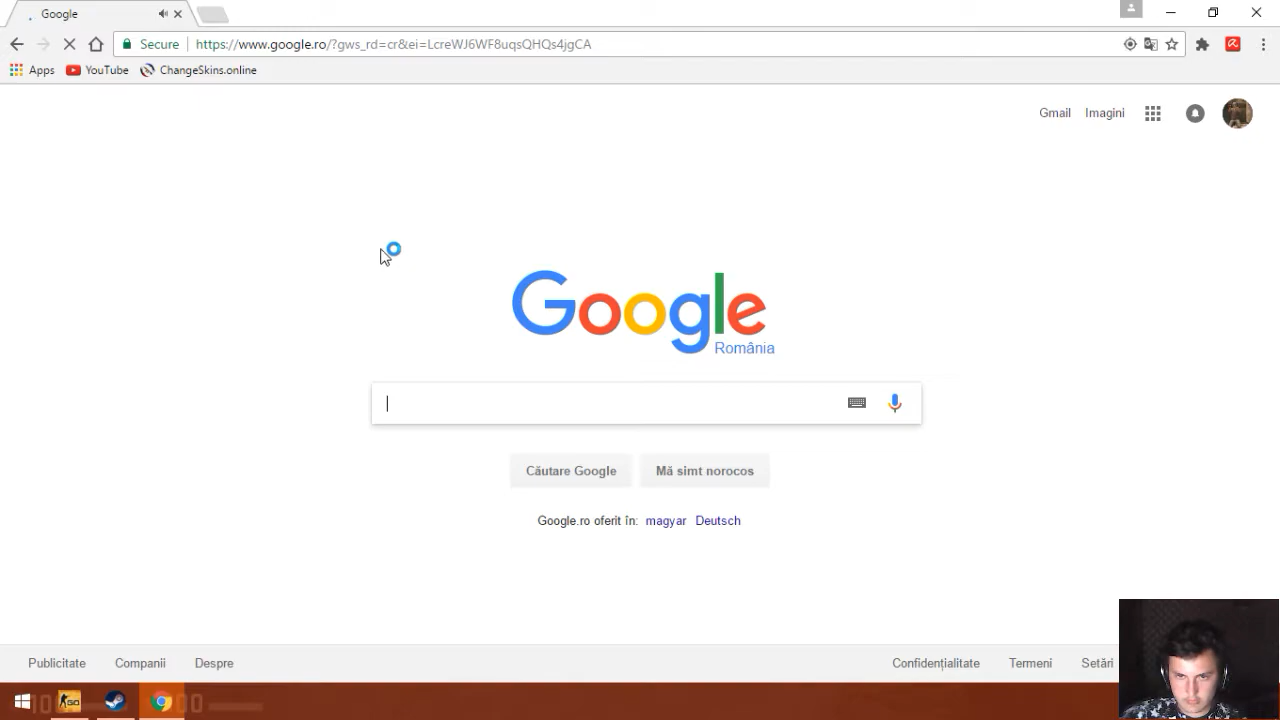 Google
Secure https://www.google.ro/?gws_rd=cr&ei=LcreWJ6WF8uqsQHQs4jgCA
Apps YouTube ChangeSkins.online
Gmail Imagini
Google
România
Căutare Google Mă simt norocos
Google.ro oferit în: magyar Deutsch
Publicitate Companii Despre Confidențialitate Termeni Setări
GO